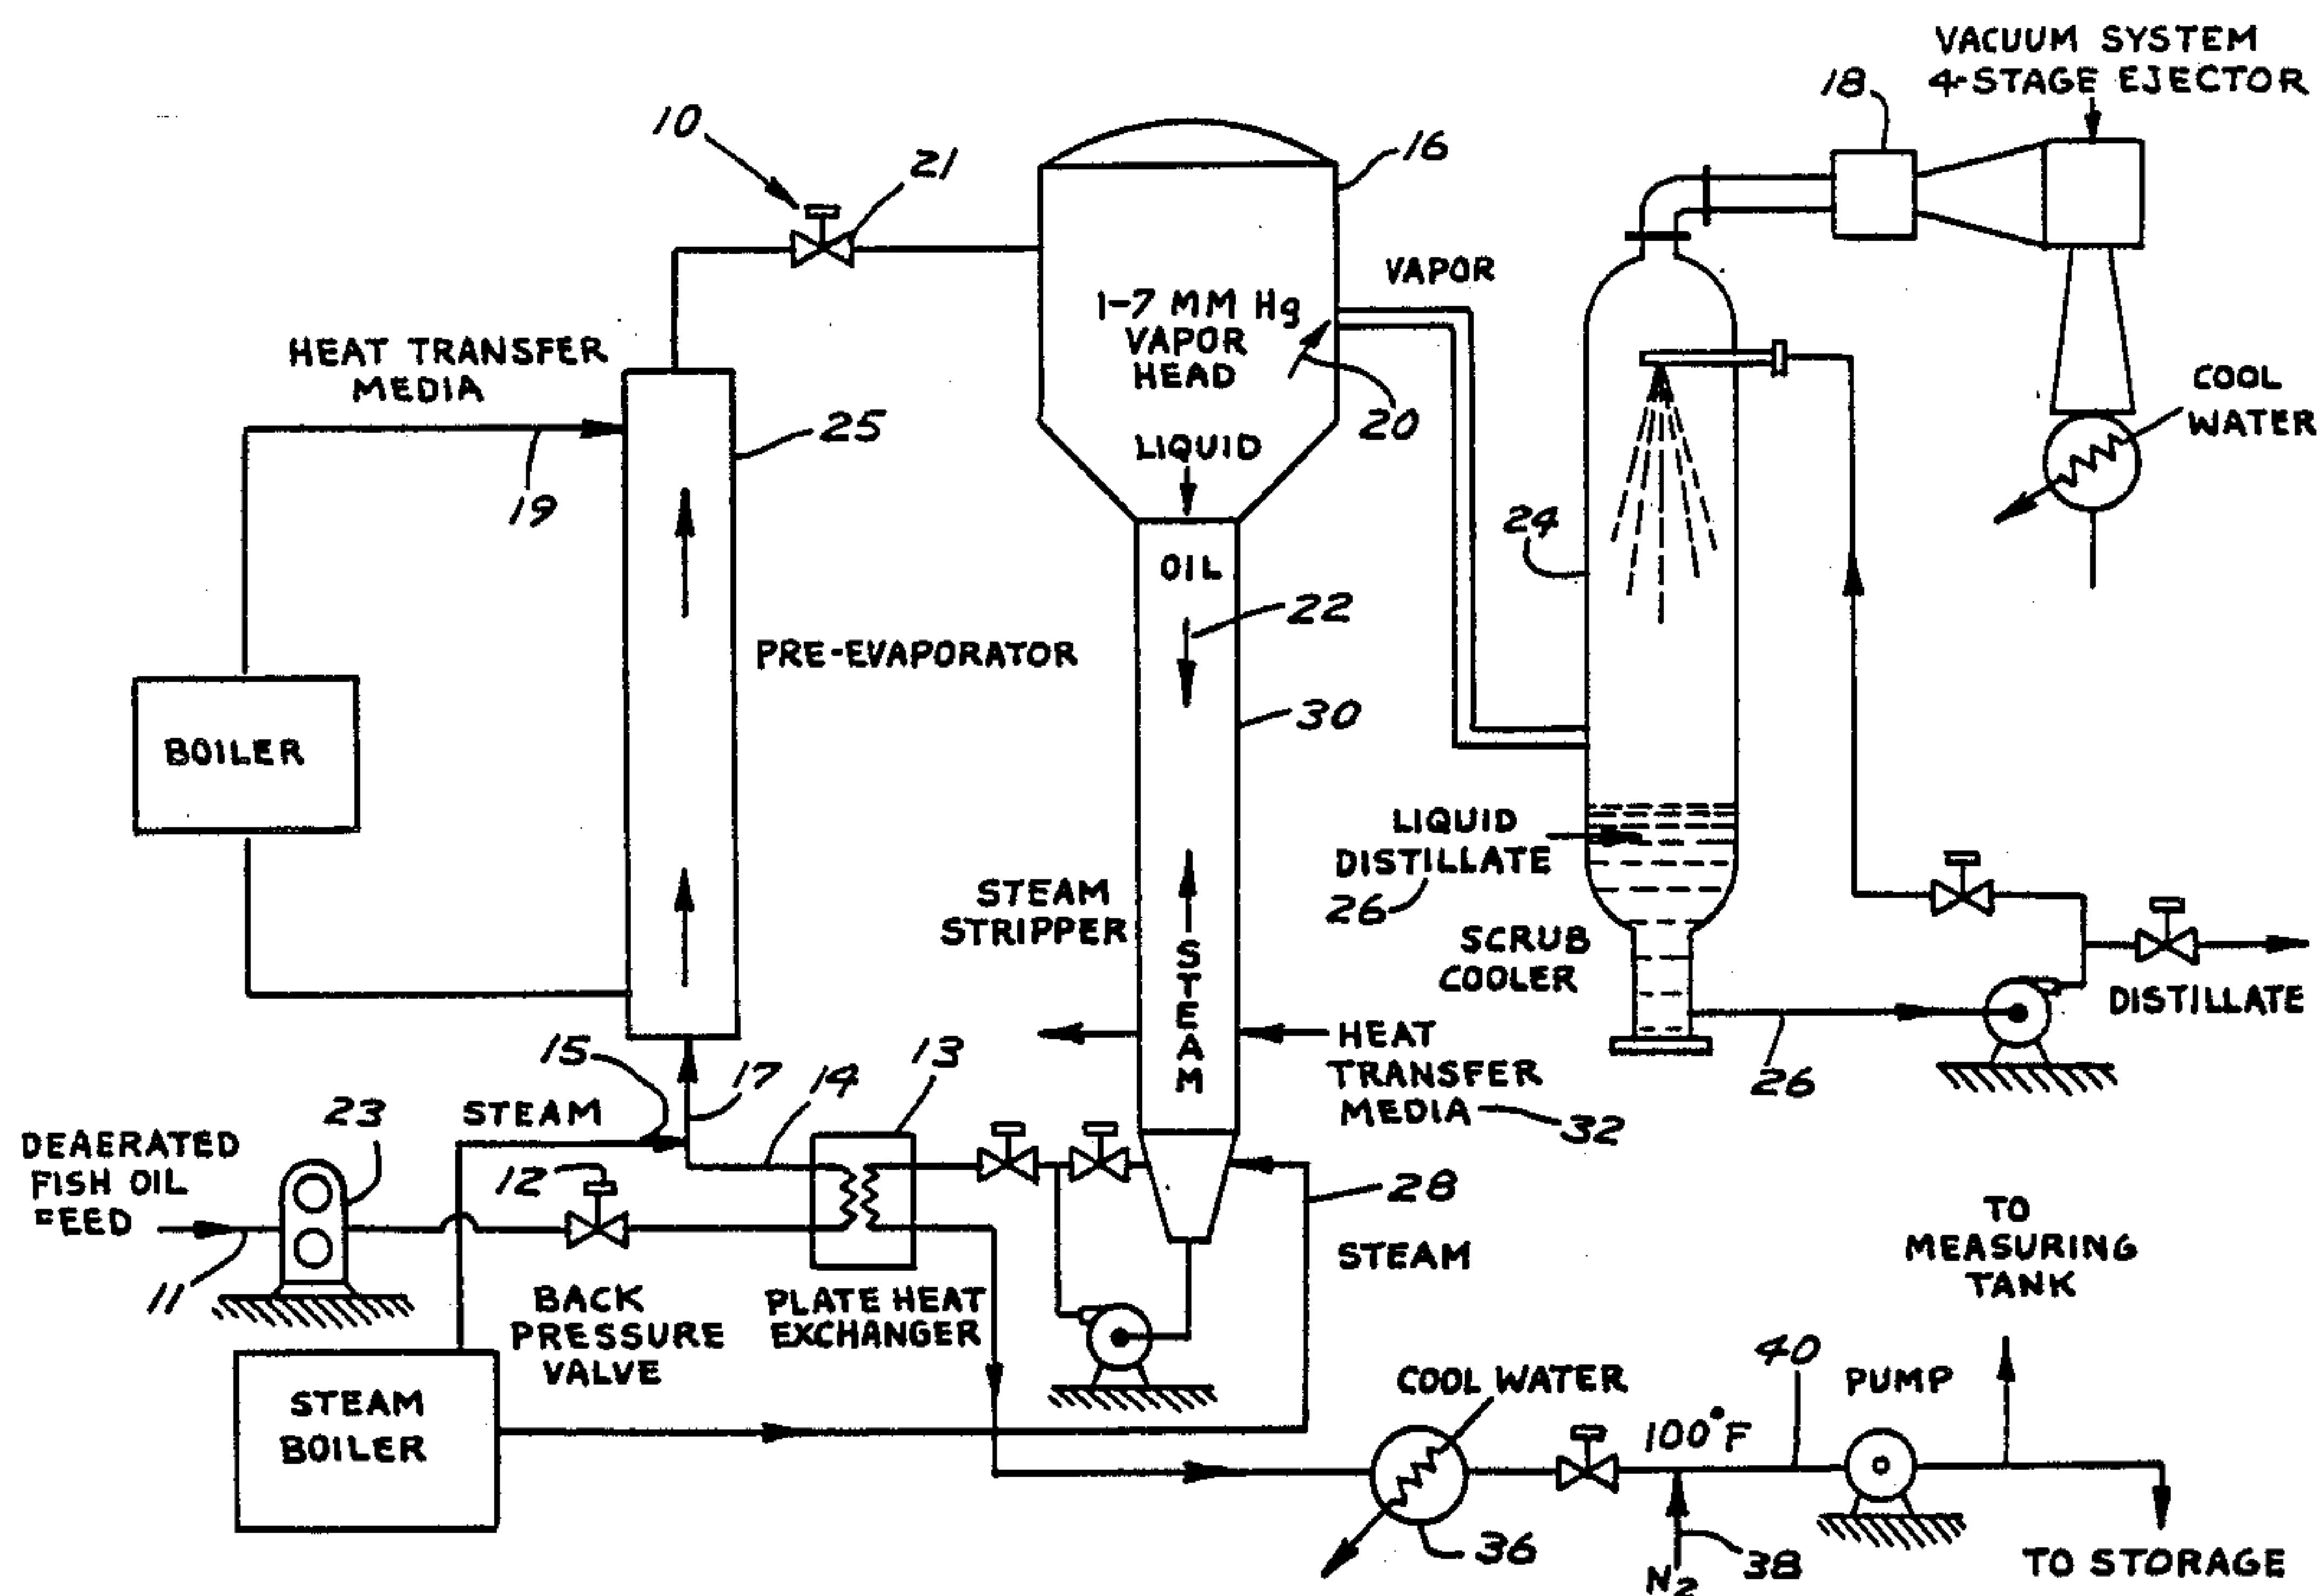 VACUUM SYSTEM
4-STAGE EJECTOR
18
10
21
16
VAPOR
1-7 MM Hg
VAPOR
HEAD
HEAT TRANSFER
MEDIA
19
25
20
COOL
WATER
LIQUID
OIL
24
22
PRE-EVAPORATOR
30
BOILER
LIQUID
DISTILLATE
26
STEAM
STRIPPER
STEAM
SCRUB
COOLER
DISTILLATE
26
HEAT
TRANSFER
MEDIA
32
15
17
14
13
STEAM
23
DEAERATED
FISH OIL
FEED
12
11
28
STEAM
BACK
PRESSURE
VALVE
PLATE HEAT
EXCHANGER
TO
MEASURING
TANK
STEAM
BOILER
COOL WATER
40
PUMP
100°F
36
N2
38
TO STORAGE